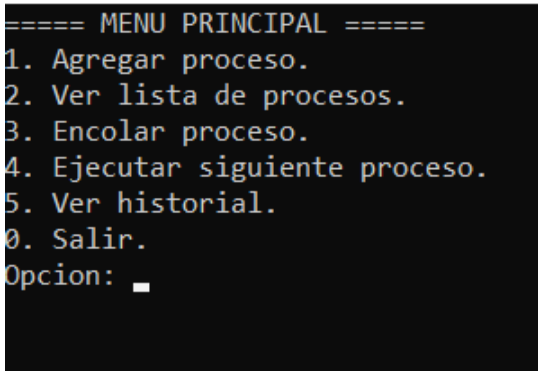 ===== MENU PRINCIPAL =====
1. Agregar proceso.
2. Ver lista de procesos.
3. Encolar proceso.
4. Ejecutar siguiente proceso.
5. Ver historial.
0. Salir.
Opcion: